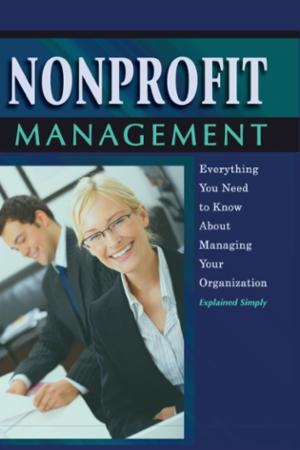 NONPROFIT
MANAGEMENT
Everything
You Need
to Know
About
Managing
Your
Organization
Explained Simply